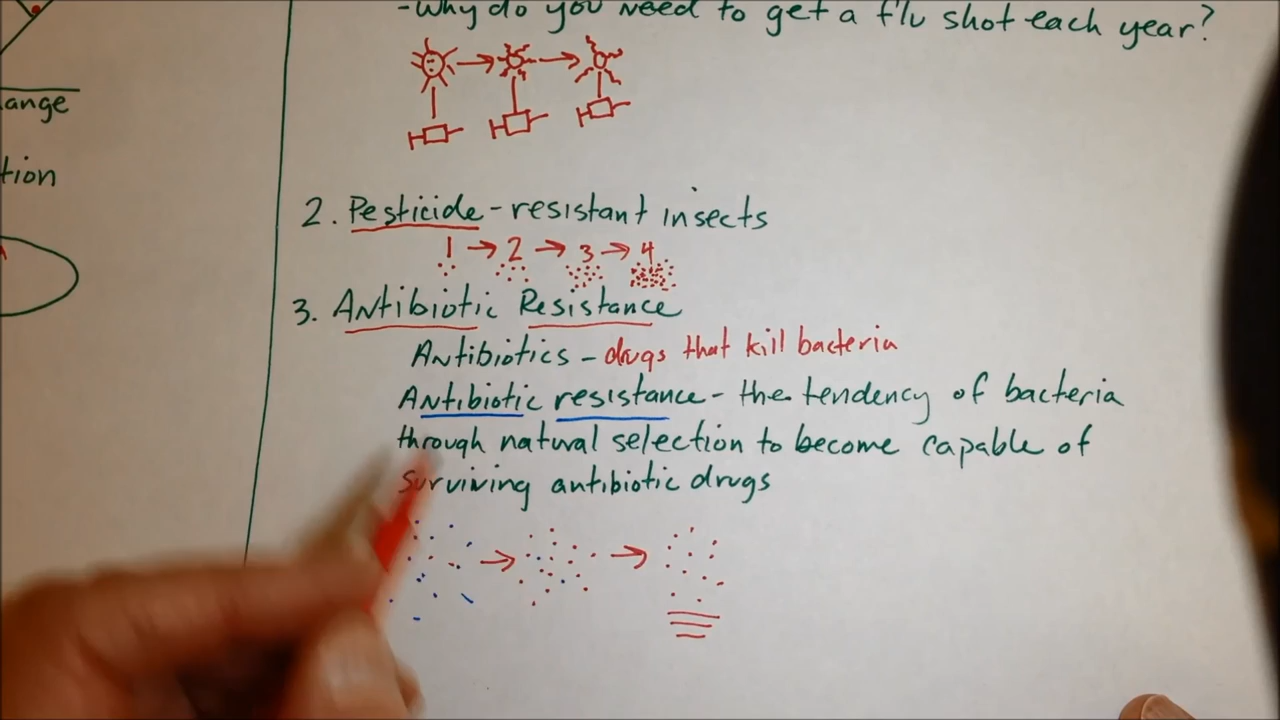 -Why do you need to get a flu shot each year?
ange
tion
2. Pesticide-resistant insects
1 → 2 → 3 → 4
3. Antibiotic Resistance
Antibiotics - drugs that kill bacteria
Antibiotic resistance- the tendency of bacteria
through natural selection to become capable of
surviving antibiotic drugs